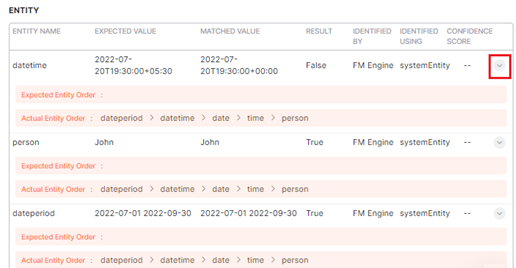 ENTITY
ENTITY NAME EXPECTED VALUE MATCHED VALUE RESULT IDENTIFIED BY IDENTIFIED USING CONFIDENCE SCORE
datetime 2022-07-20T19:30:00+05:30 2022-07-20T19:30:00+00:00 False FM Engine systemEntity --
Expected Entity Order :
Actual Entity Order : dateperiod > datetime > date > time > person
person John John True FM Engine systemEntity --
Expected Entity Order :
Actual Entity Order : dateperiod > datetime > date > time > person
dateperiod 2022-07-01 2022-09-30 2022-07-01 2022-09-30 True FM Engine systemEntity --
Expected Entity Order :
Actual Entity Order : dateperiod > datetime > date > time > person